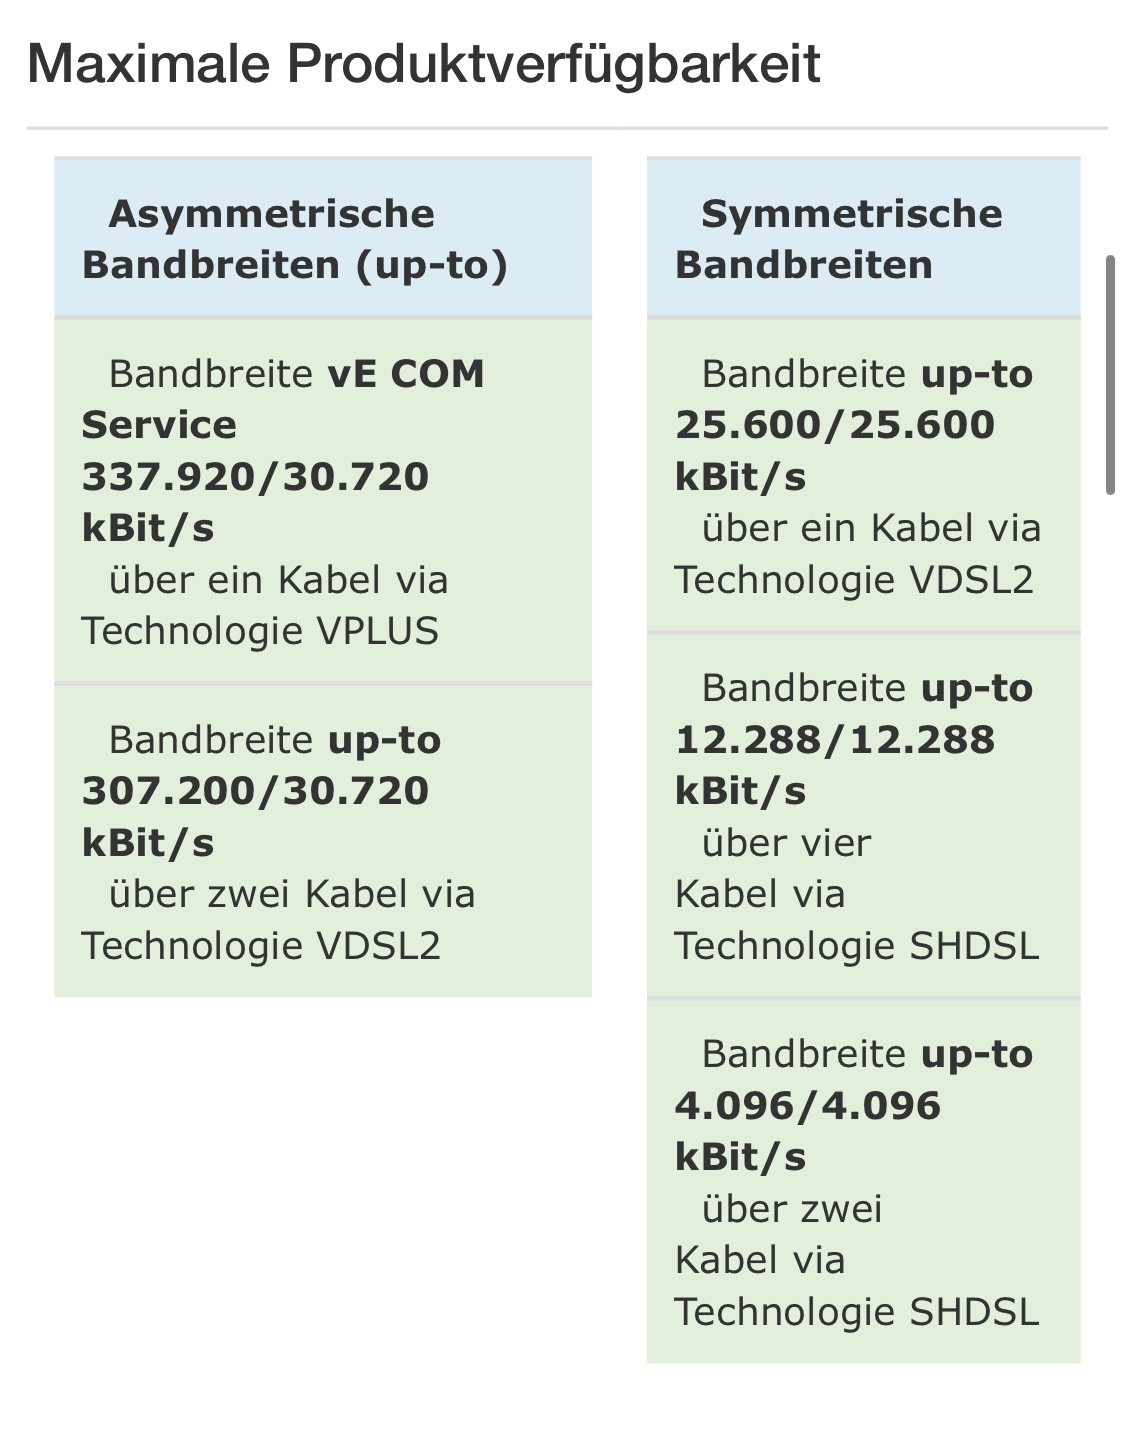 Maximale Produktverfügbarkeit
Asymmetrische
Bandbreiten (up-to)
Bandbreite vE COM
Service
337.920/30.720
kBit/s
über ein Kabel via
Technologie VPLUS
Bandbreite up-to
307.200/30.720
kBit/s
über zwei Kabel via
Technologie VDSL2
Symmetrische
Bandbreiten
Bandbreite up-to
25.600/25.600
kBit/s
über ein Kabel via
Technologie VDSL2
Bandbreite up-to
12.288/12.288
kBit/s
über vier
Kabel via
Technologie SHDSL
Bandbreite up-to
4.096/4.096
kBit/s
über zwei
Kabel via
Technologie SHDSL